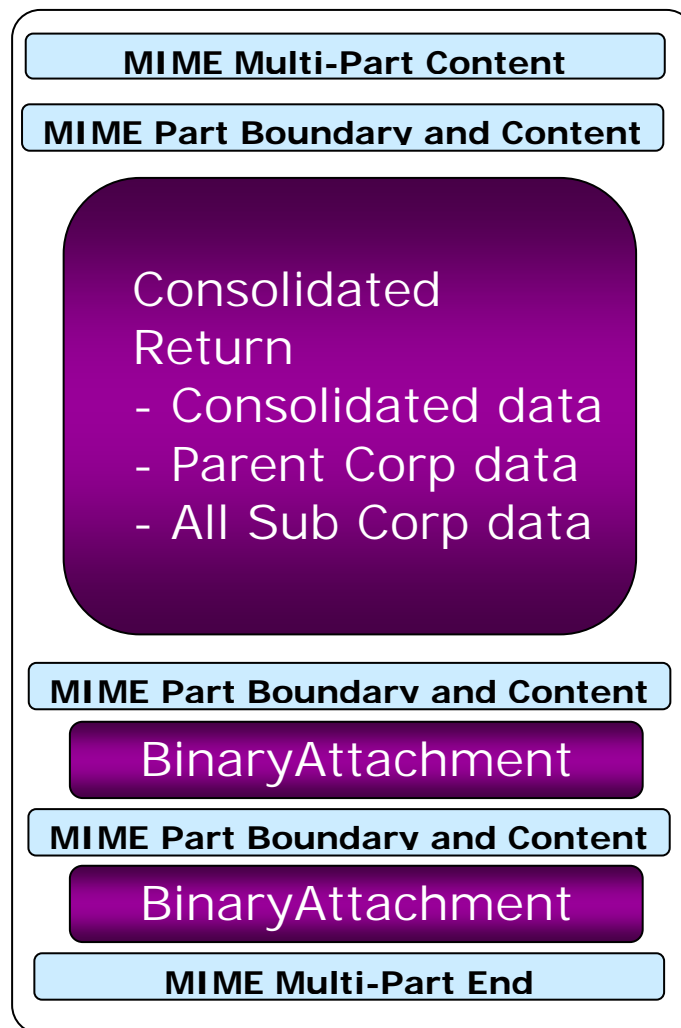 MIME Multi-Part Content
MIME Part Boundary and Content
Consolidated
Return
- Consolidated data
- Parent Corp data
- All Sub Corp data
MIME Part Boundary and Content
BinaryAttachment
MIME Part Boundary and Content
BinaryAttachment
MIME Multi-Part End